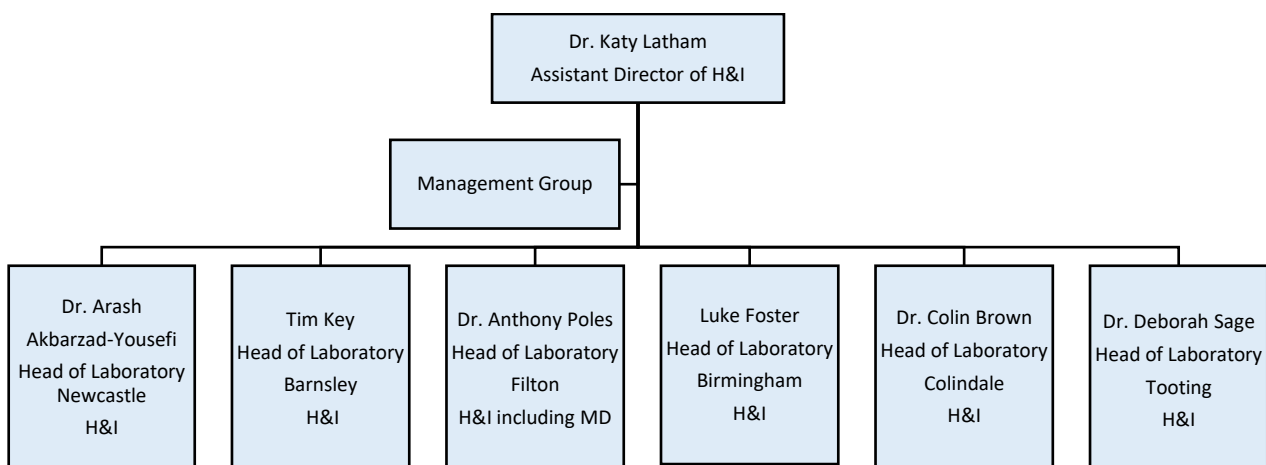 Dr. Katy Latham
Assistant Director of H&I
Management Group
Dr. Arash
Akbarzad-Yousefi
Head of Laboratory
Newcastle
H&I
Tim Key
Head of Laboratory
Barnsley
H&I
Dr. Anthony Poles
Head of Laboratory
Filton
H&I including MD
Luke Foster
Head of Laboratory
Birmingham
H&I
Dr. Colin Brown
Head of Laboratory
Colindale
H&I
Dr. Deborah Sage
Head of Laboratory
Tooting
H&I